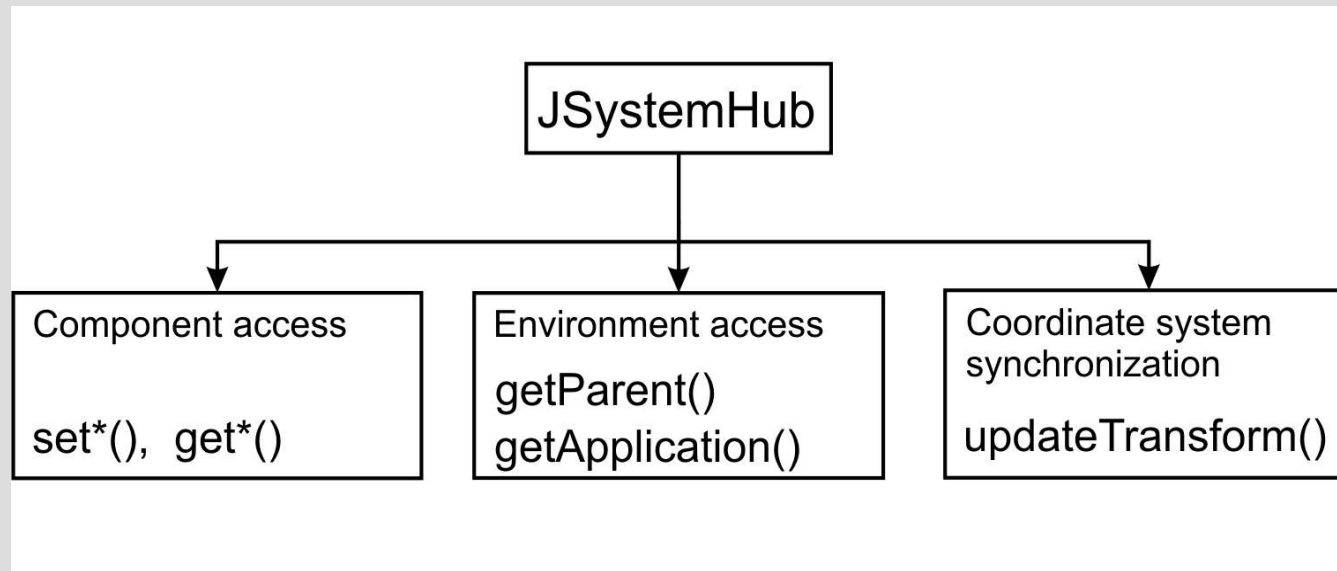 JSystemHub
Component access
set*(), get*()
Environment access
getParent()
getApplication()
Coordinate system
synchronization
updateTransform()